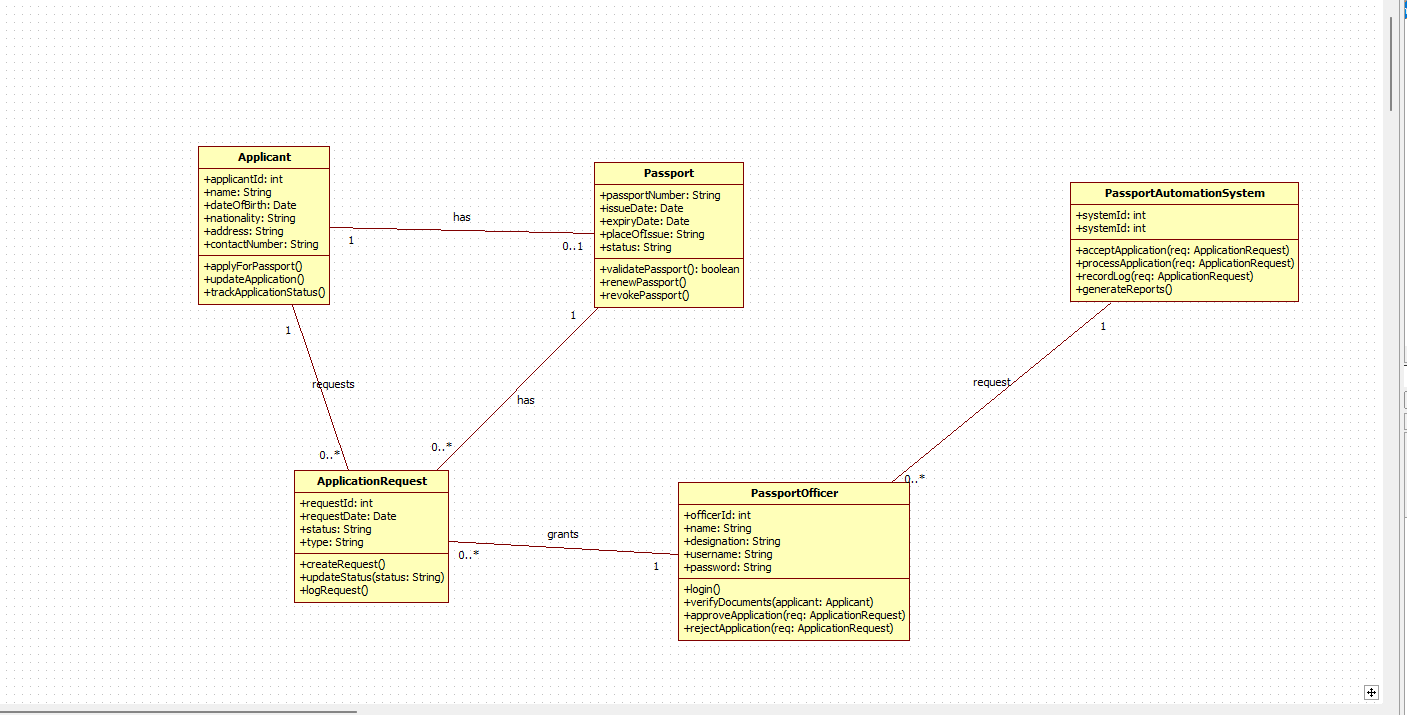 Applicant
+applicantId: int
+name: String
+dateOfBirth: Date
+nationality: String
+address: String
+contactNumber: String
+applyForPassport()
+updateApplication()
+trackApplicationStatus()
has
1
0..1
Passport
+passportNumber: String
+issueDate: Date
+expiryDate: Date
+placeOfIssue: String
+status: String
+validatePassport(): boolean
+renewPassport()
+revokePassport()
PassportAutomationSystem
+systemId: int
+systemId: int
+acceptApplication(req: ApplicationRequest)
+processApplication(req: ApplicationRequest)
+recordLog(req: ApplicationRequest)
+generateReports()
1
requests
0..*
1
has
0..*
1
request
0..*
ApplicationRequest
+requestId: int
+requestDate: Date
+status: String
+type: String
+createRequest()
+updateStatus(status: String)
+logRequest()
grants
0..*
1
PassportOfficer
+officerId: int
+name: String
+designation: String
+username: String
+password: String
+login()
+verifyDocuments(applicant: Applicant)
+approveApplication(req: ApplicationRequest)
+rejectApplication(req: ApplicationRequest)